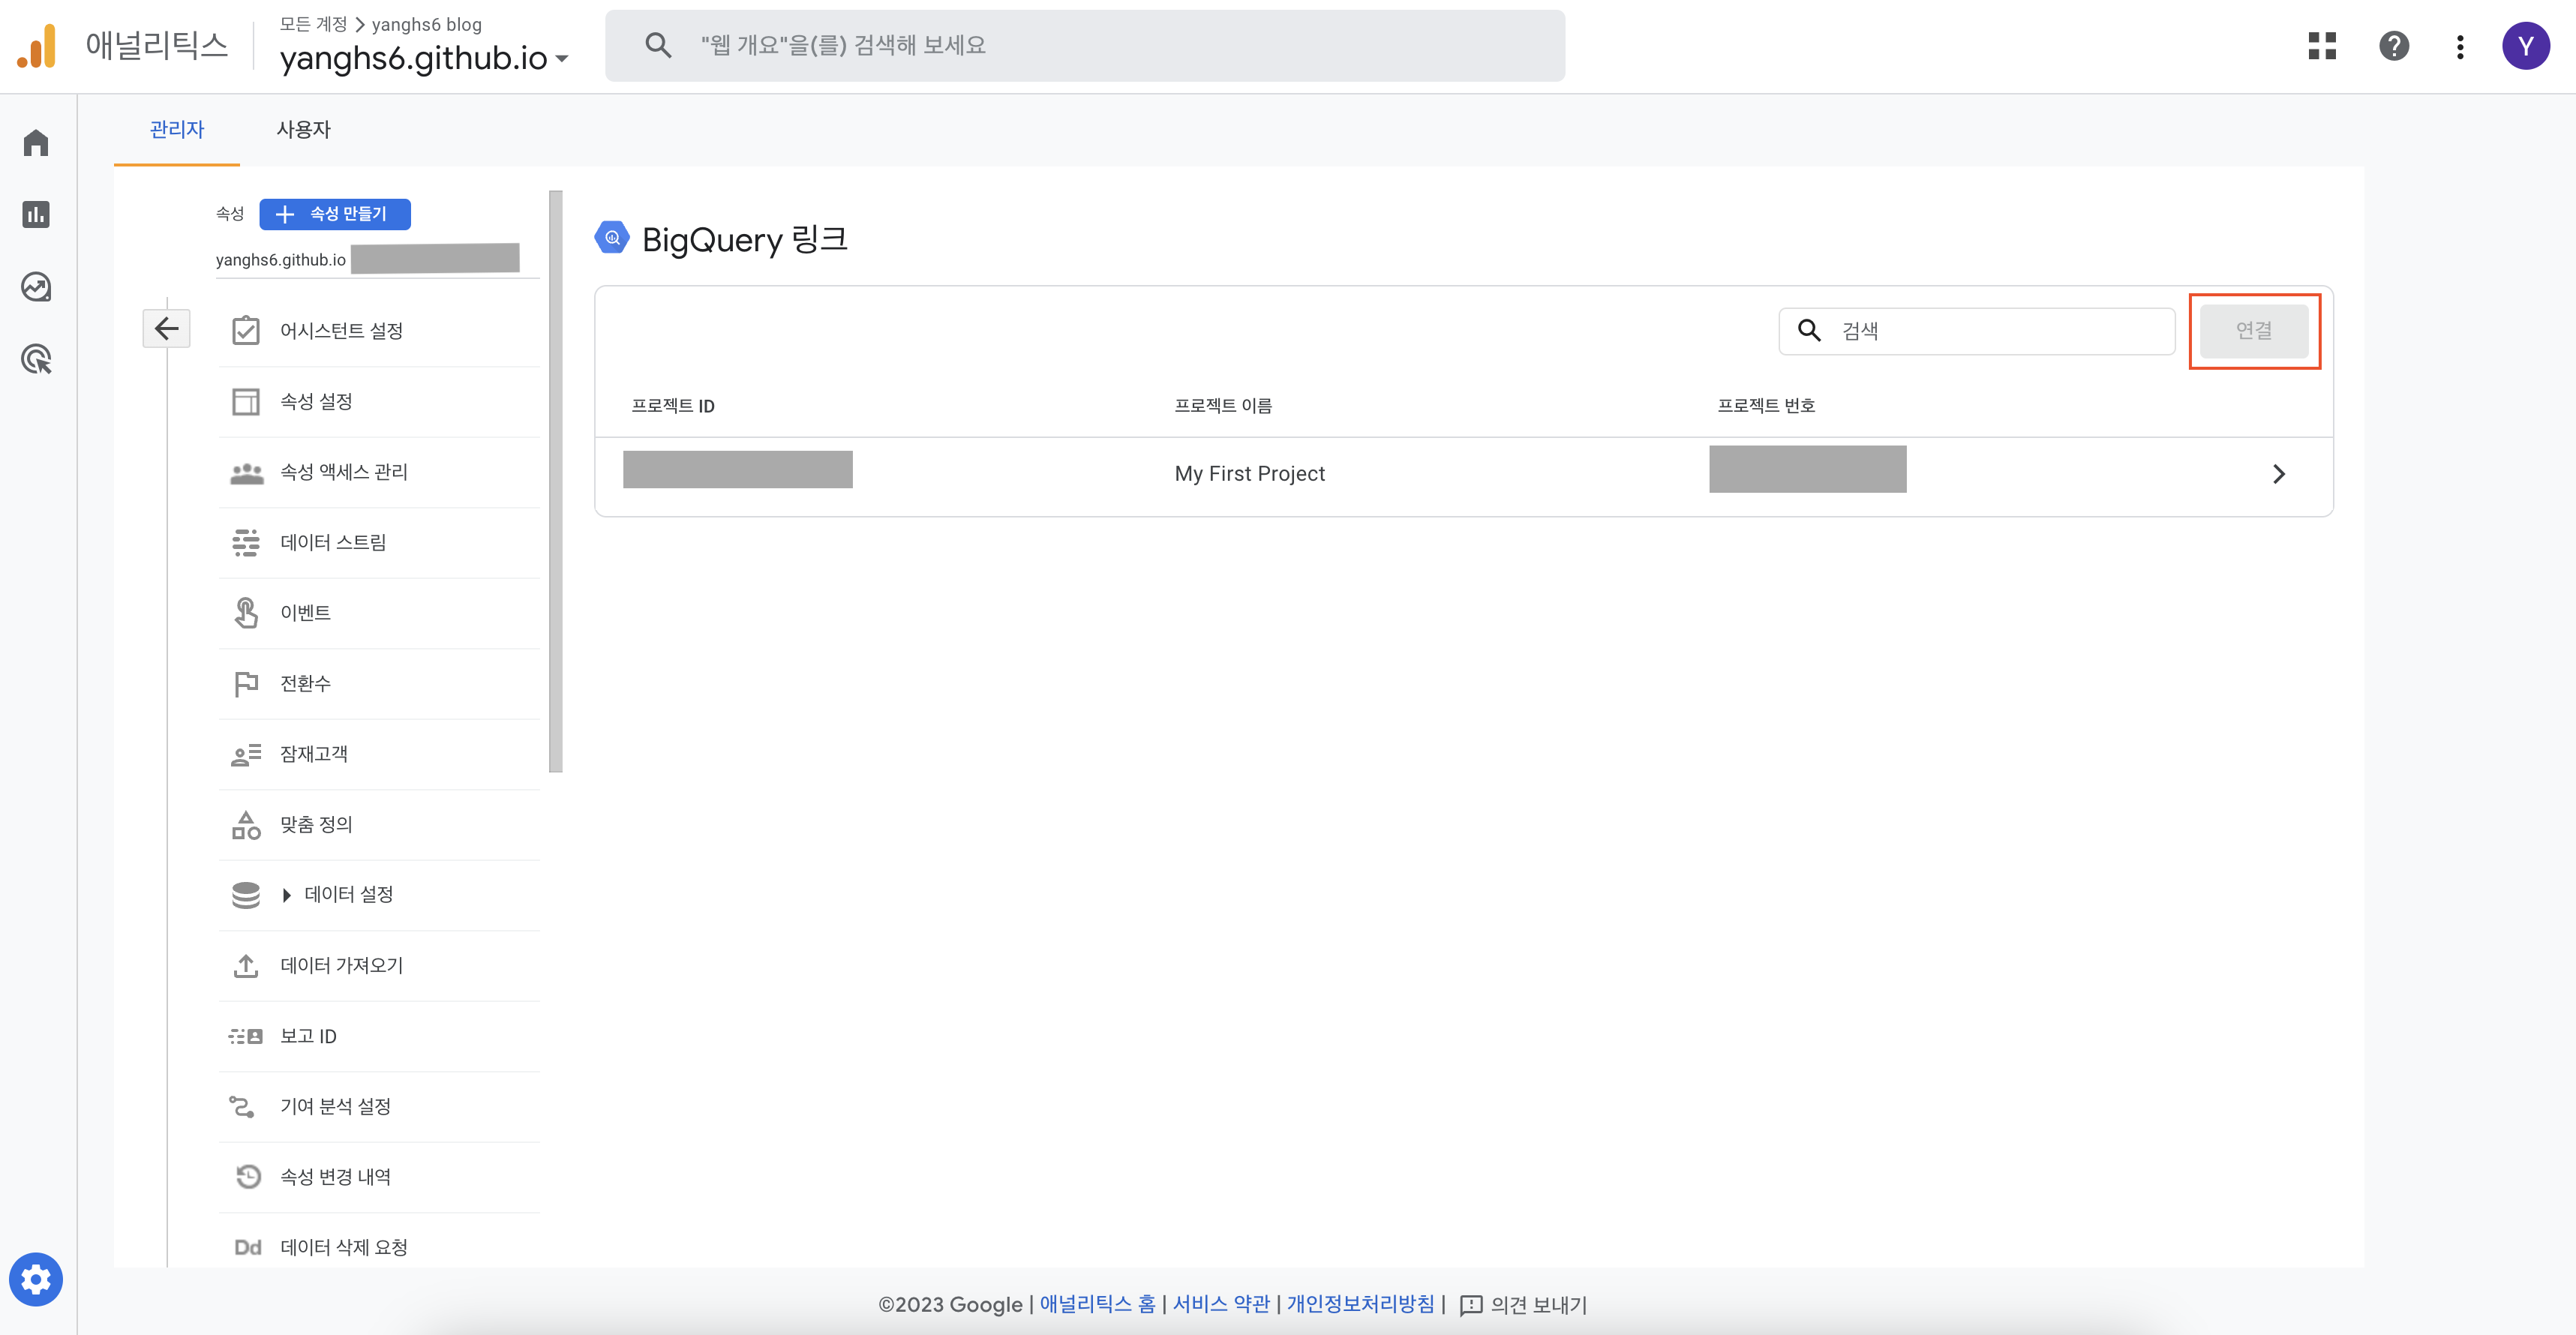 애널리틱스
모든 계정 > yanghs6 blog
yanghs6.github.io
"웹 개요"을(를) 검색해 보세요
Y
관리자
사용자
속성
속성 만들기
yanghs6.github.io
어시스턴트 설정
속성 설정
속성 액세스 관리
데이터 스트림
이벤트
전환수
잠재고객
맞춤 정의
데이터 설정
데이터 가져오기
보고 ID
기여 분석 설정
속성 변경 내역
Dd 데이터 삭제 요청
BigQuery 링크
검색
연결
프로젝트 ID
프로젝트 이름
프로젝트 번호
My First Project
©2023 Google | 애널리틱스 홈 | 서비스 약관 | 개인정보처리방침 | 의견 보내기